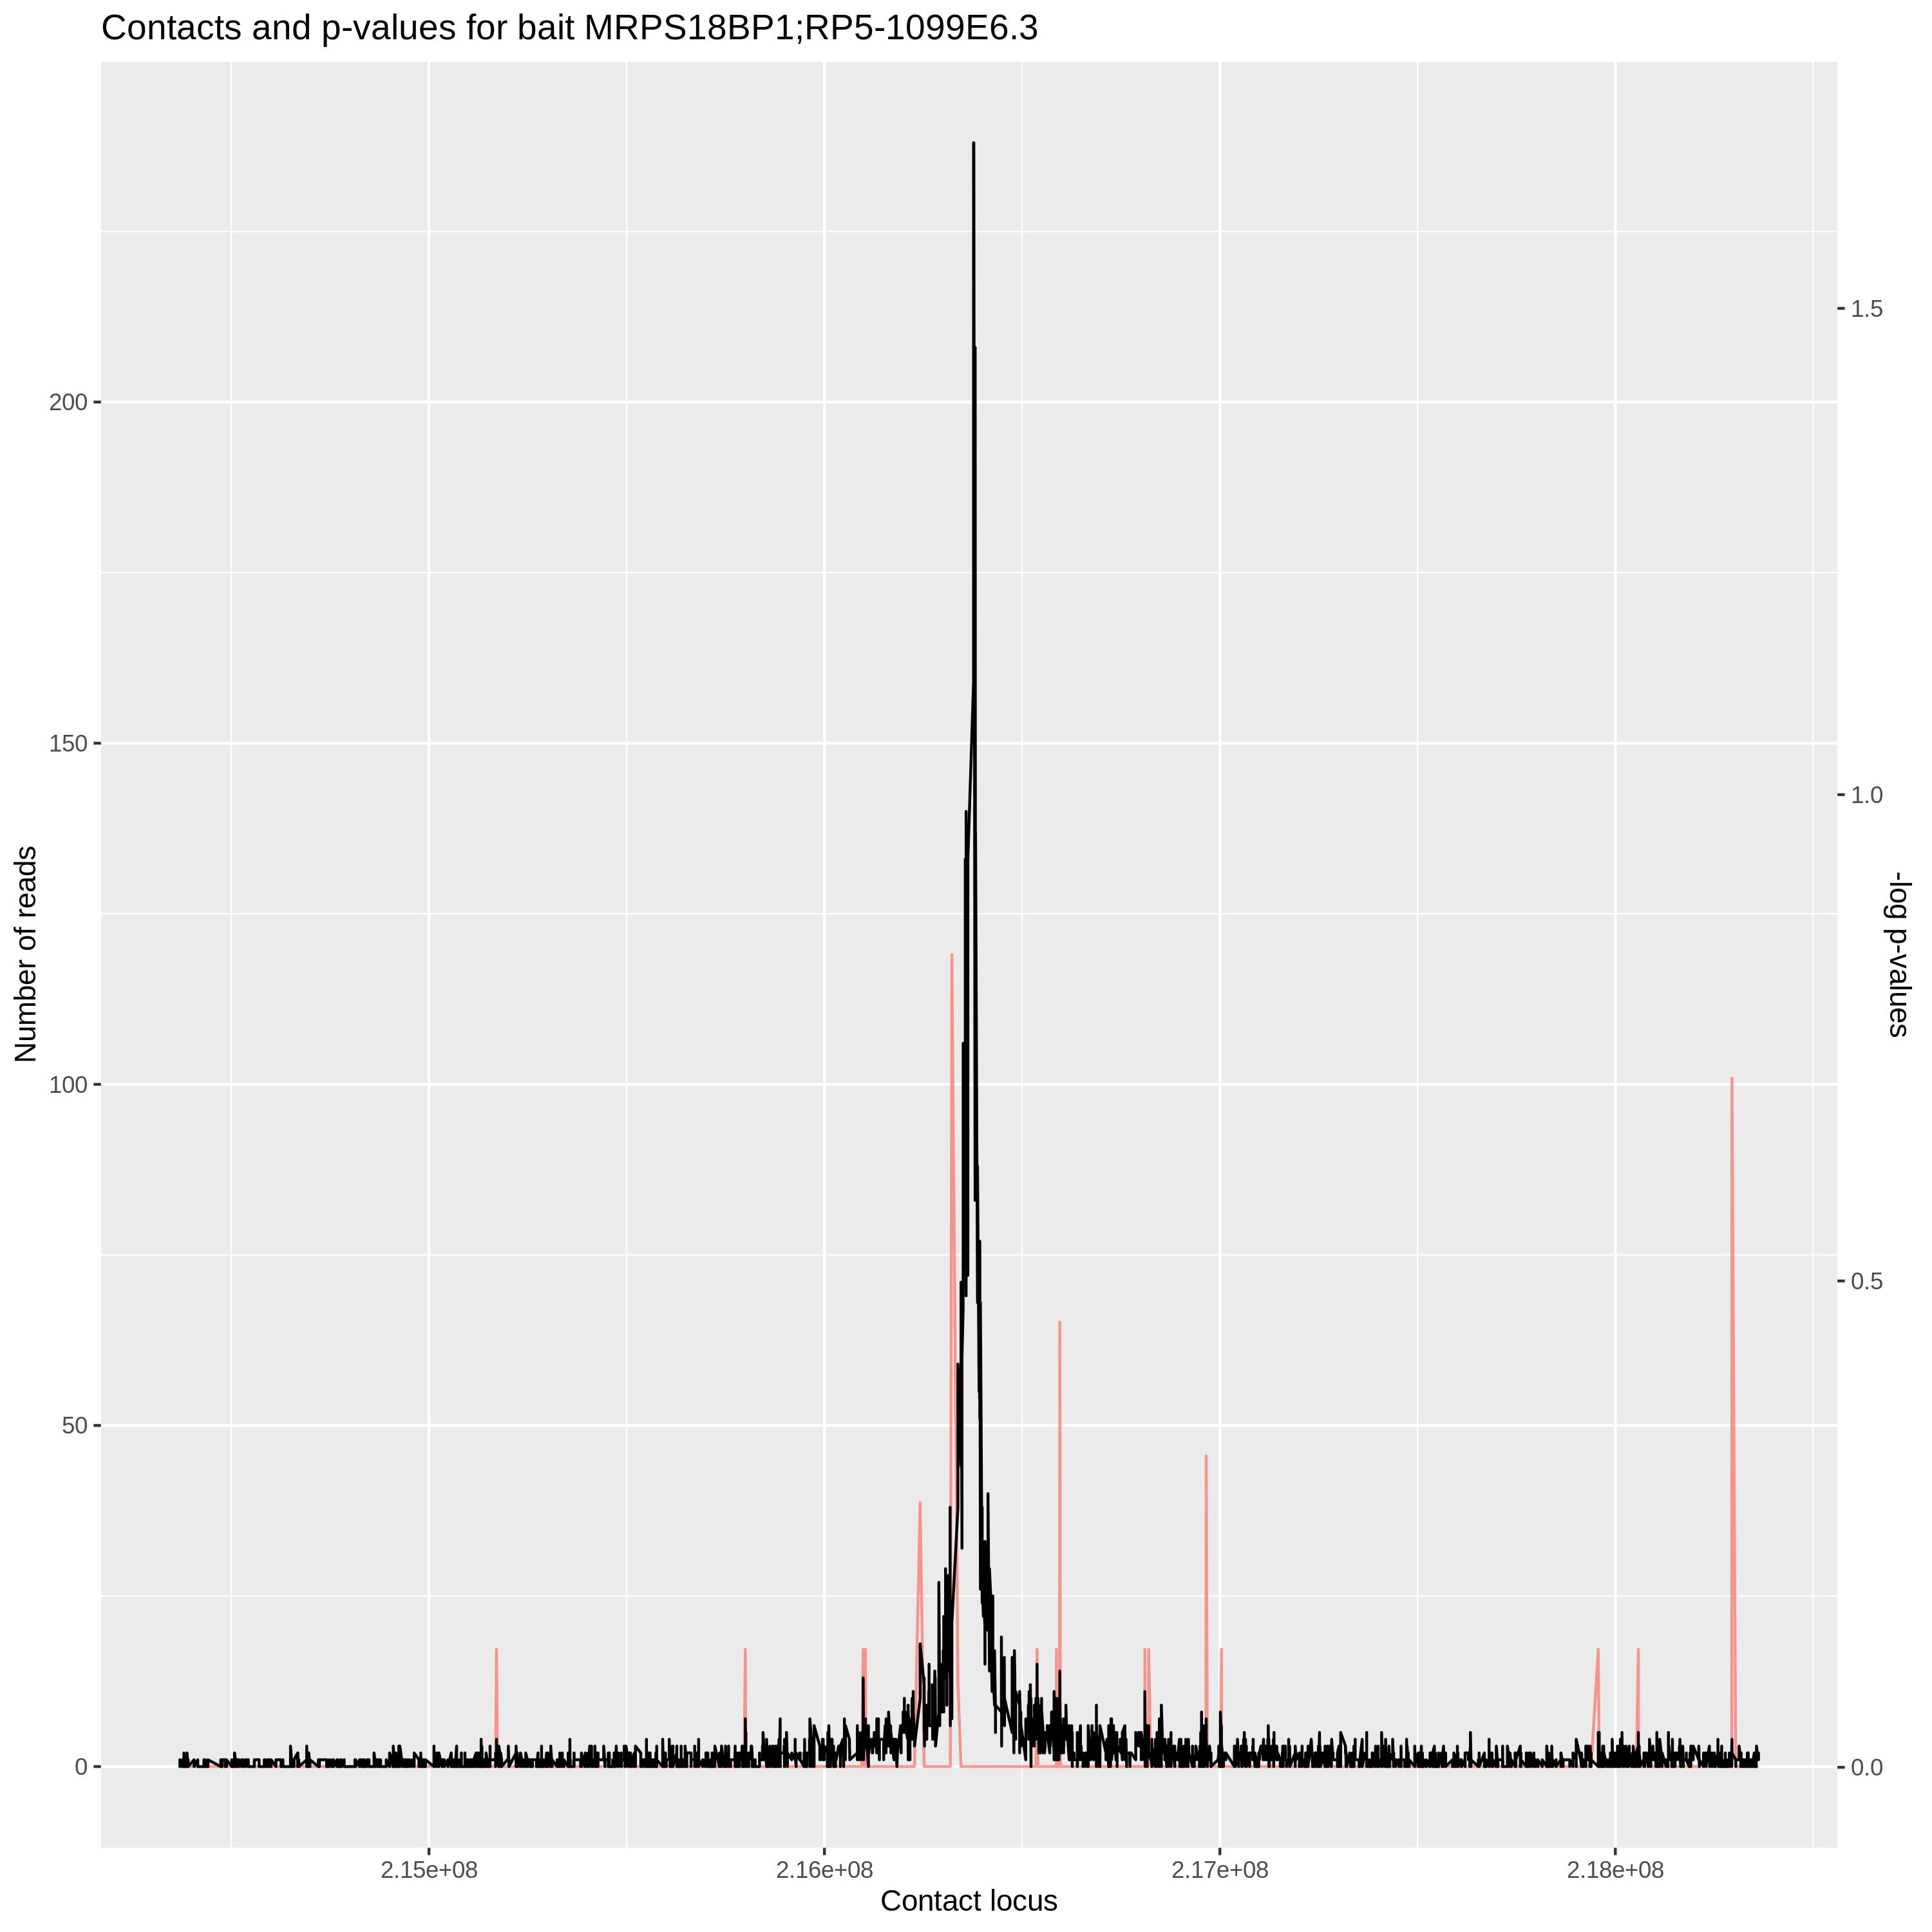 Contacts and p-values for bait MRPS18BP1;RP5-1099E6.3
Number of reads
200
150
100
50
0
1.5
1.0
0.5
0.0
-log p-values
2.15e+08 2.16e+08 2.17e+08 2.18e+08
Contact locus